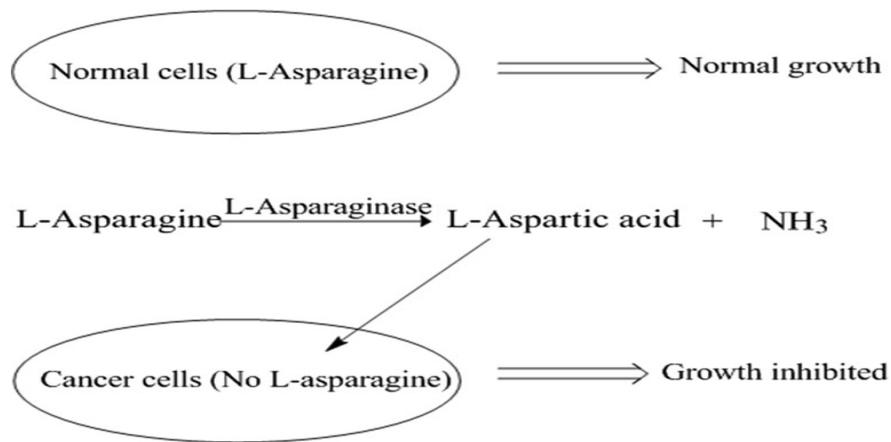 Normal cells (L-Asparagine)
Normal growth
L-Asparagine L-Asparaginase L-Aspartic acid + NH₃
Cancer cells (No L-asparagine)
Growth inhibited